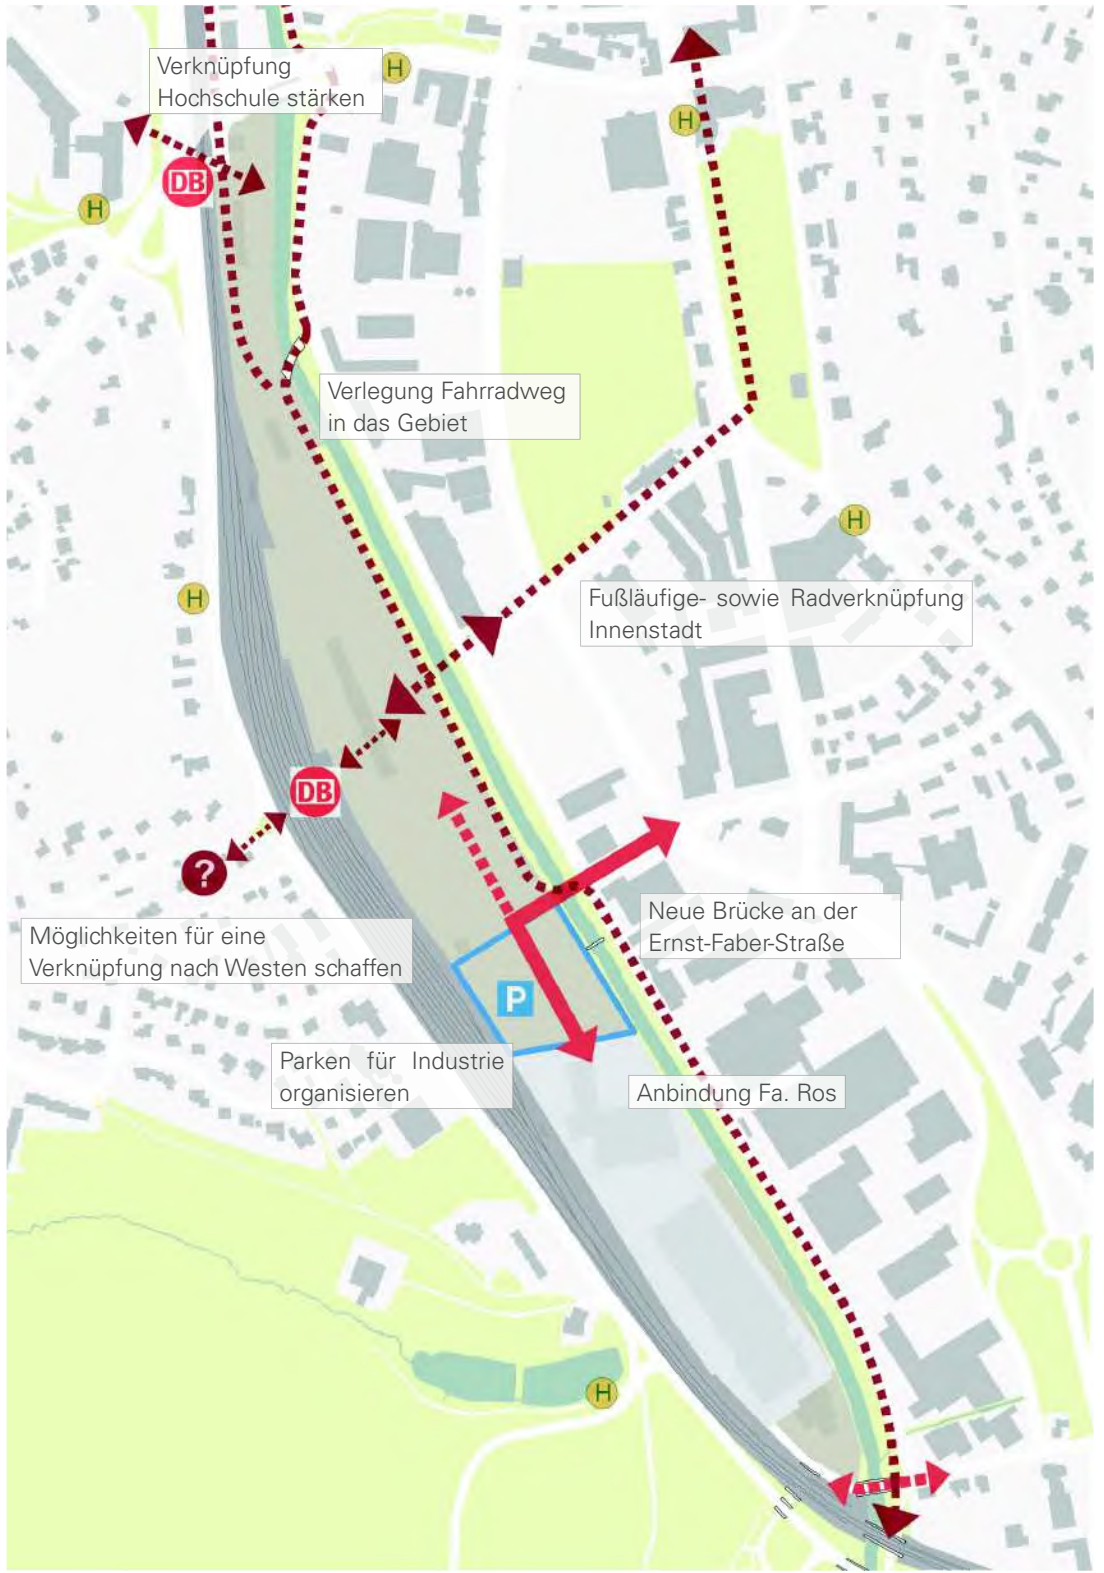 Verknüpfung
Hochschule stärken
H
H
DB
H
Verlegung Fahrradweg
in das Gebiet
H
H
Fußläufige- sowie Radverknüpfung
Innenstadt
DB
?
Neue Brücke an der
Ernst-Faber-Straße
Möglichkeiten für eine
Verknüpfung nach Westen schaffen
P
Parken für Industrie
organisieren
Anbindung Fa. Ros
H